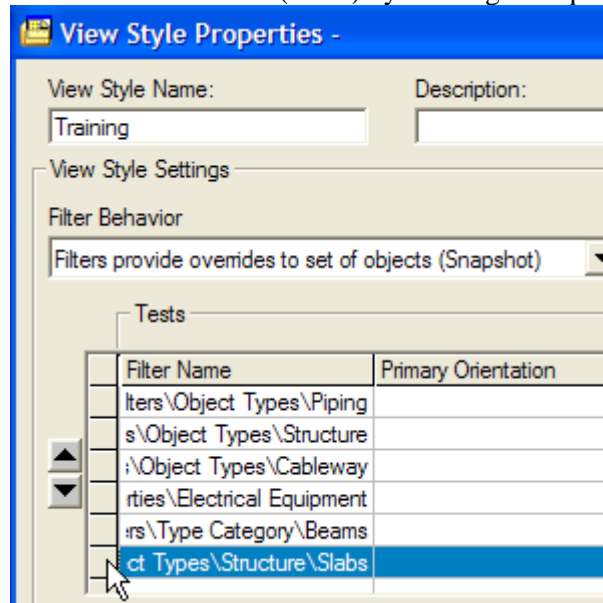 View Style Properties -
View Style Name: Description:
Training
View Style Settings
Filter Behavior
Filters provide overrides to set of objects (Snapshot)
Tests
Filter Name Primary Orientation
lters\Object Types\Piping
s\Object Types\Structure
\Object Types\Cableway
rties\Electrical Equipment
ers\Type Category\Beams
ct Types\Structure\Slabs